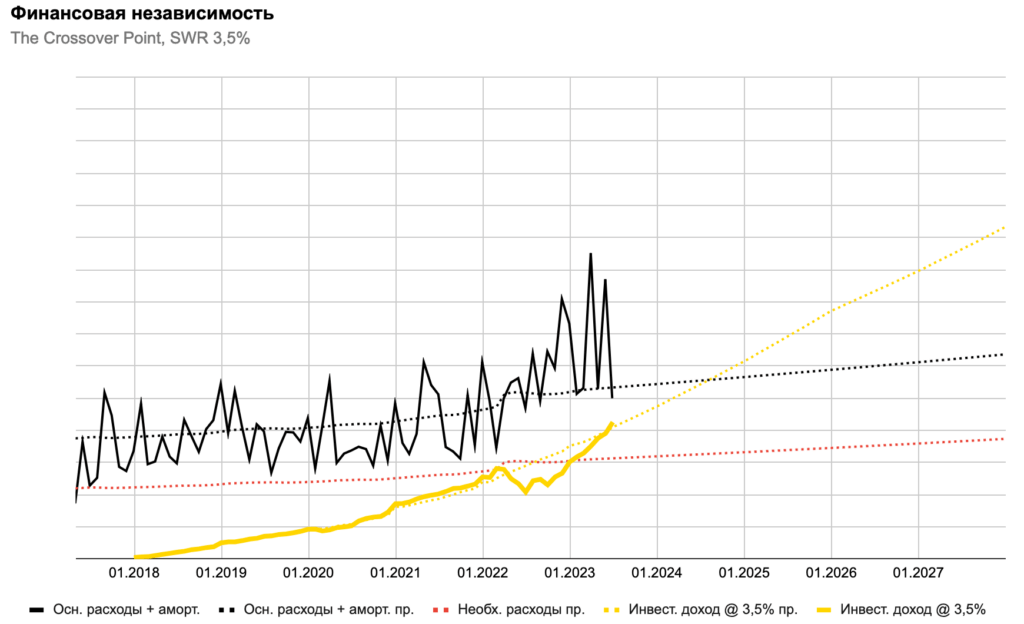 Финансовая независимость
The Crossover Point, SWR 3,5%
01.2018 01.2019 01.2020 01.2021 01.2022 01.2023 01.2024 01.2025 01.2026 01.2027
Осн. расходы + аморт. Осн. расходы + аморт. пр. Необх. расходы пр. Инвест. доход @ 3,5% пр. Инвест. доход @ 3,5%